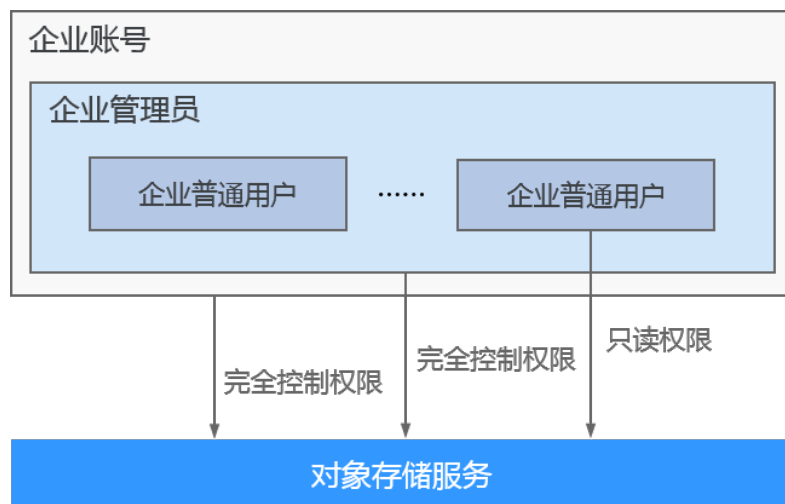 企业账号
企业管理员
企业普通用户
······
企业普通用户
只读权限
完全控制权限
完全控制权限
对象存储服务